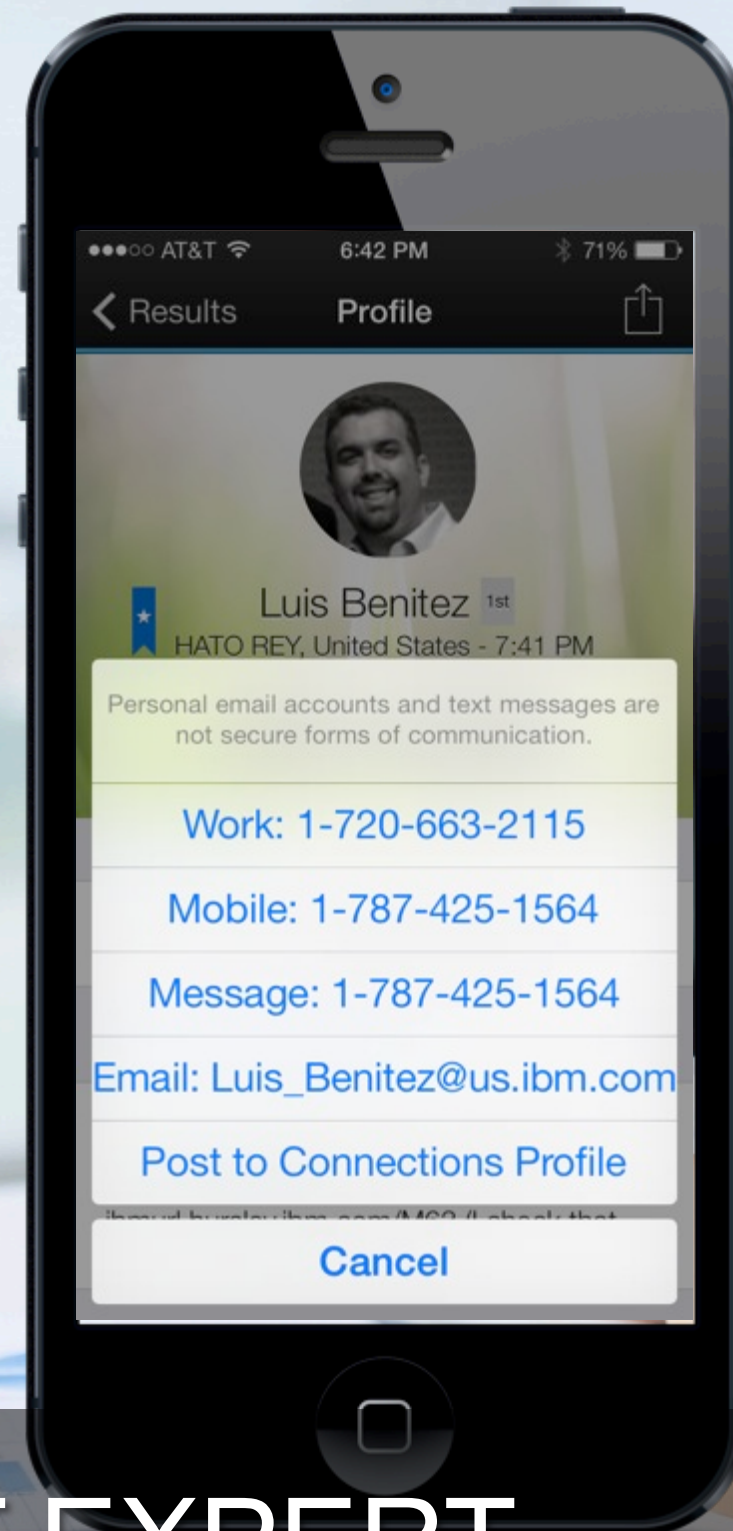 AT&T 6:42 PM 71%
Results Profile
Luis Benitez 1st
HATO REY, United States - 7:41 PM
Personal email accounts and text messages are
not secure forms of communication.
Work: 1-720-663-2115
Mobile: 1-787-425-1564
Message: 1-787-425-1564
Email: Luis_Benitez@us.ibm.com
Post to Connections Profile
Cancel
EXPERT